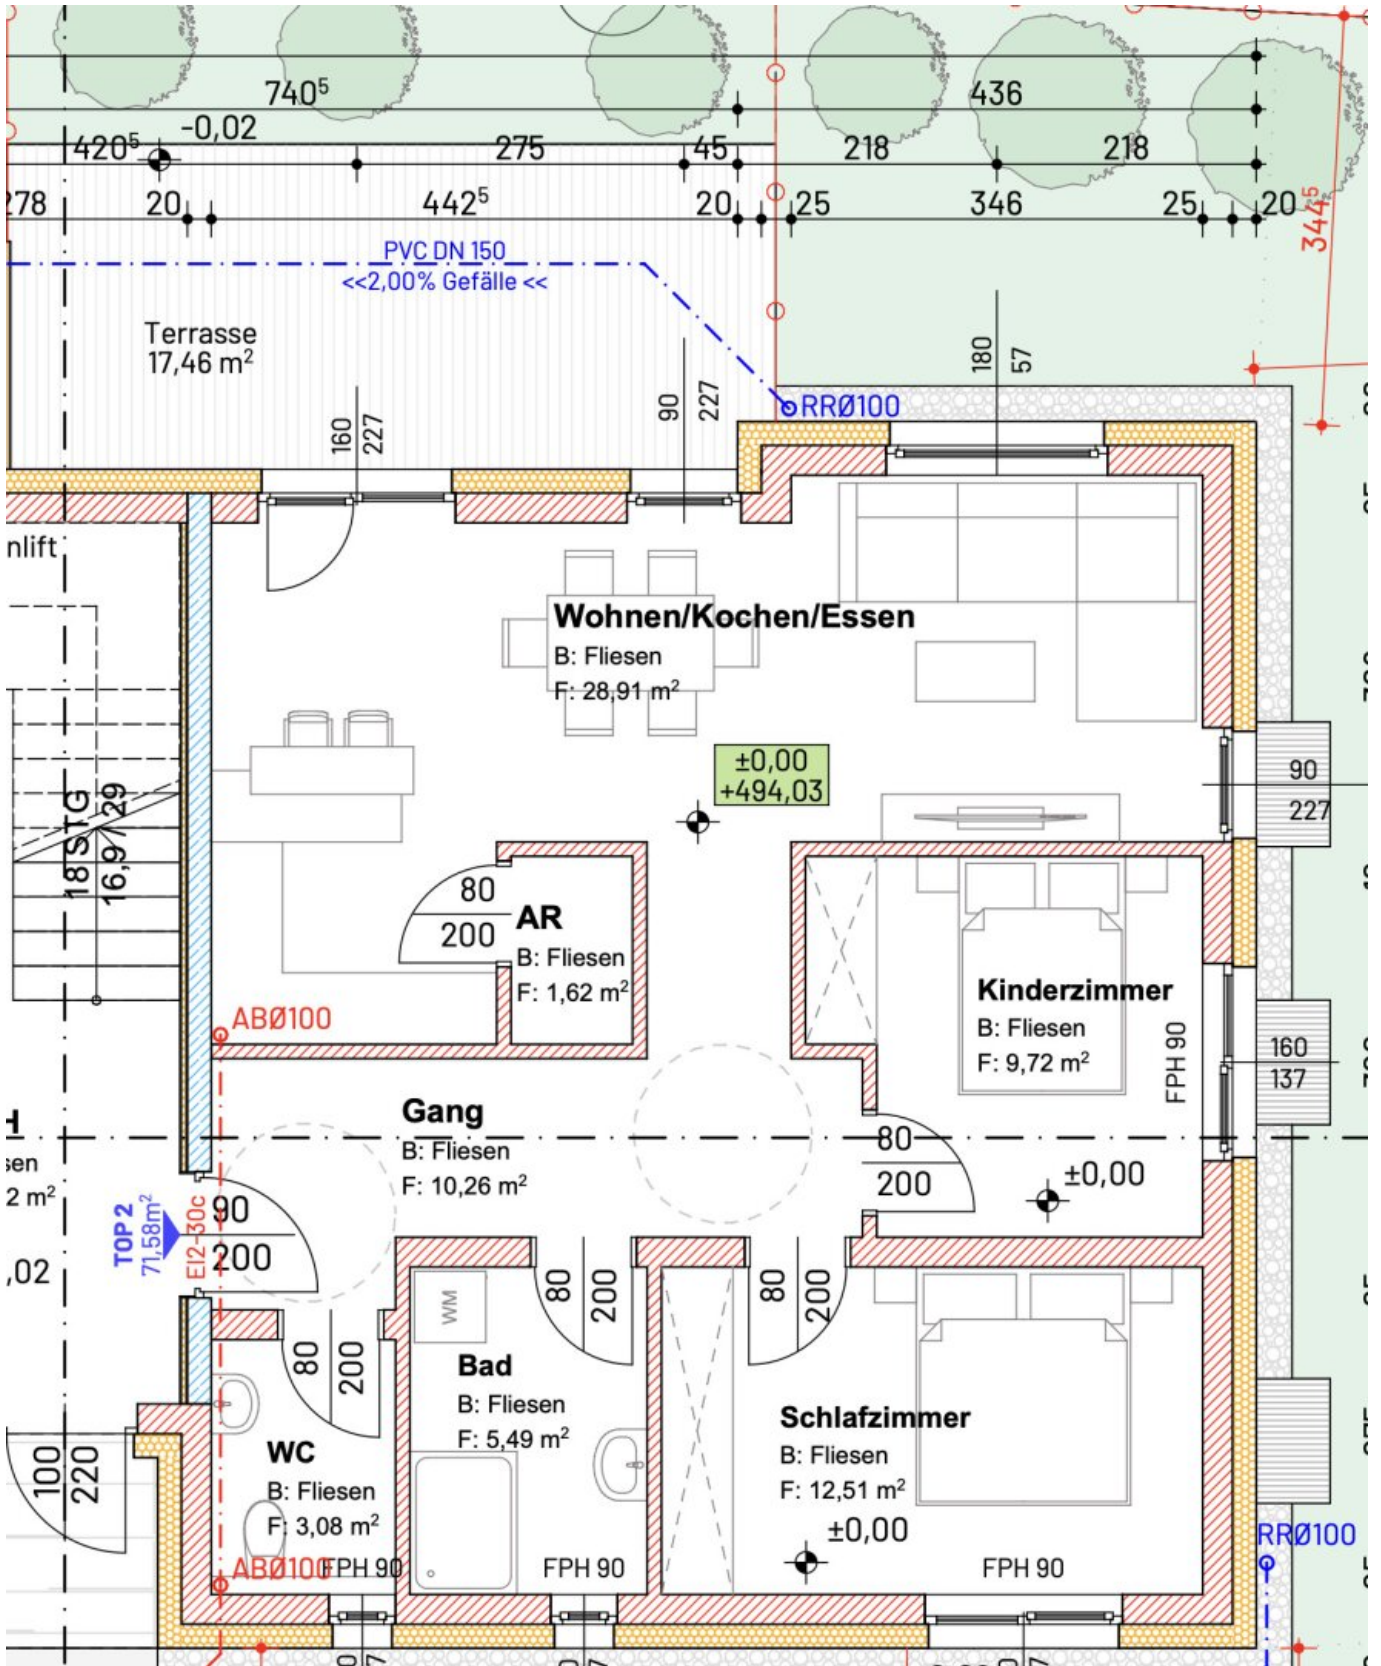 740⁵
436
-0,02
420⁵
275
45
218
218
278
20
442⁵
20
25
346
25
20
344⁵
PVC DN 150
<<2,00% Gefälle <<
Terrasse
17,46 m²
180
57
160
227
90
227
RRØ100
nlift
Wohnen/Kochen/Essen
B: Fliesen
F: 28,91 m²
±0,00
+494,03
90
227
18 STG
16,9 / 29
80
200
AR
B: Fliesen
F: 1,62 m²
Kinderzimmer
B: Fliesen
F: 9,72 m²
FPH 90
160
137
ABØ100
Gang
B: Fliesen
F: 10,26 m²
80
200
±0,00
H
sen
2 m²
,02
TOP 2
71,58m²
EI2-30c
90
200
80
200
80
200
WM
80
200
Bad
B: Fliesen
F: 5,49 m²
Schlafzimmer
B: Fliesen
F: 12,51 m²
±0,00
WC
B: Fliesen
F: 3,08 m²
100
220
ABØ100
FPH 90
FPH 90
FPH 90
RRØ100